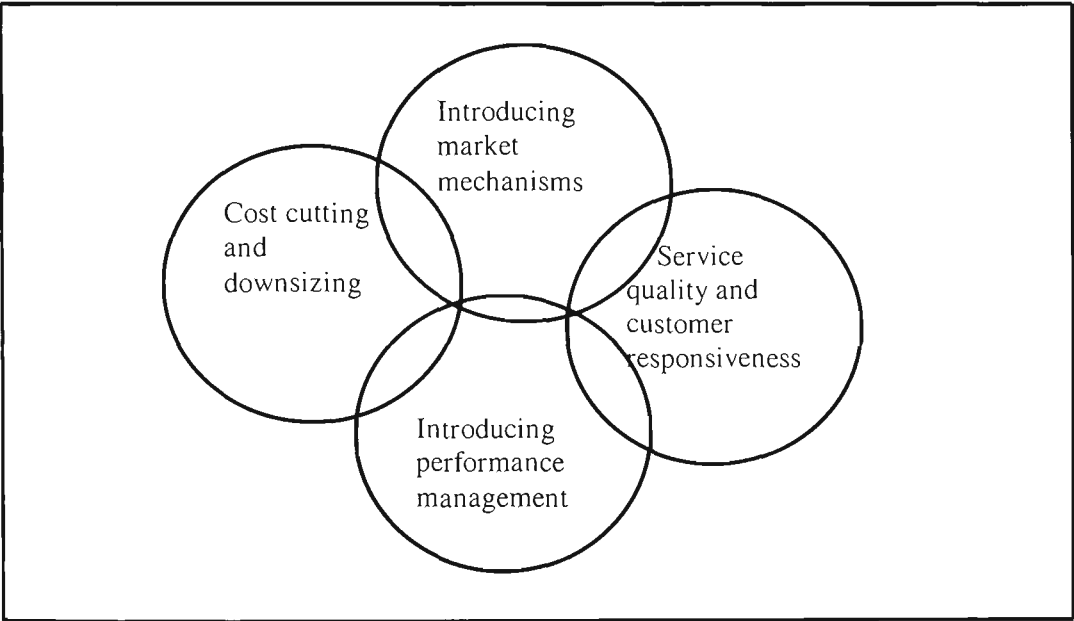 Introducing
market
mechanisms
Cost cutting
and
downsizing
Service
quality and
customer
responsiveness
Introducing
performance
management